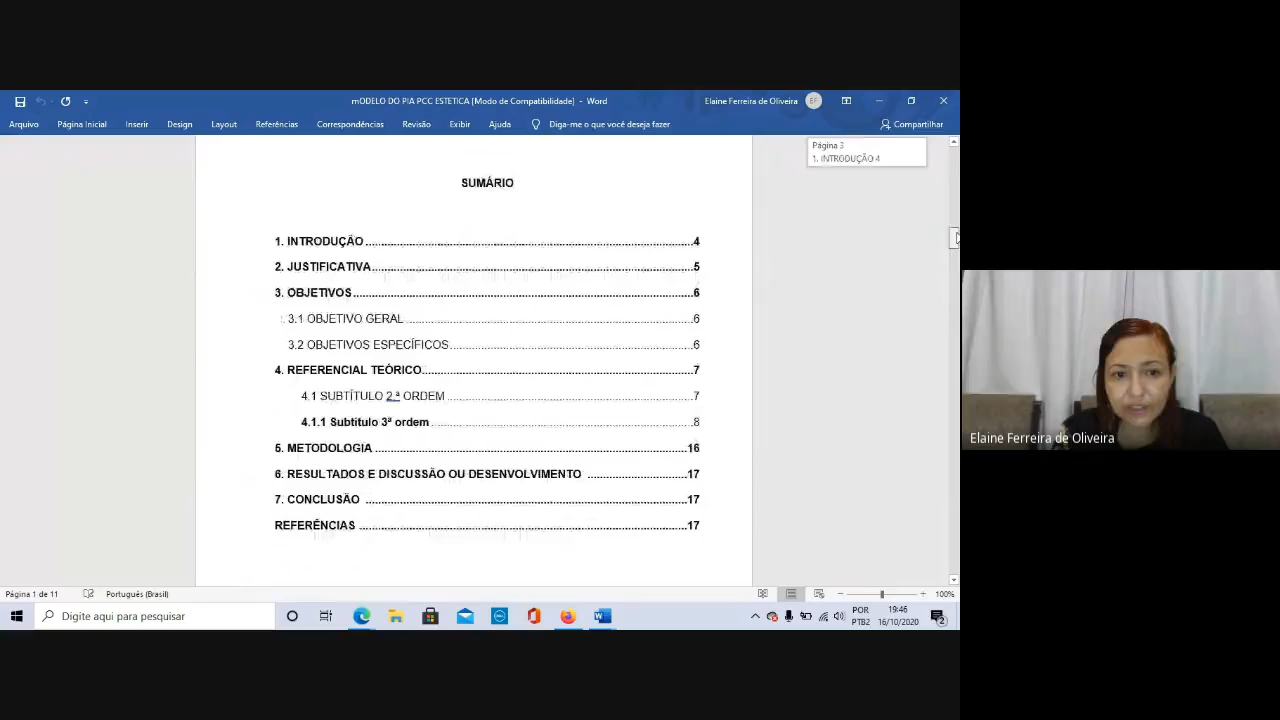 mODELO DO PIA PCC ESTETICA [Modo de Compatibilidade] - Word
Elaine Ferreira de Oliveira
EF
Arquivo Página Inicial Inserir Design Layout Referências Correspondências Revisão Exibir Ajuda Diga-me o que você deseja fazer Compartilhar
Página 3
1. INTRODUÇÃO 4
SUMÁRIO
1. INTRODUÇÃO ........ 4
2. JUSTIFICATIVA ........ 5
3. OBJETIVOS ........ 6
3.1 OBJETIVO GERAL ........ 6
3.2 OBJETIVOS ESPECÍFICOS ........ 6
4. REFERENCIAL TEÓRICO ........ 7
4.1 SUBTÍTULO 2.ª ORDEM ........ 7
4.1.1 Subtítulo 3ª ordem ........ 8
5. METODOLOGIA ........ 16
6. RESULTADOS E DISCUSSÃO OU DESENVOLVIMENTO ........ 17
7. CONCLUSÃO ........ 17
REFERÊNCIAS ........ 17
Elaine Ferreira de Oliveira
Página 1 de 11 Português (Brasil) 100%
Digite aqui para pesquisar
POR
PTB2
19:46
16/10/2020
2